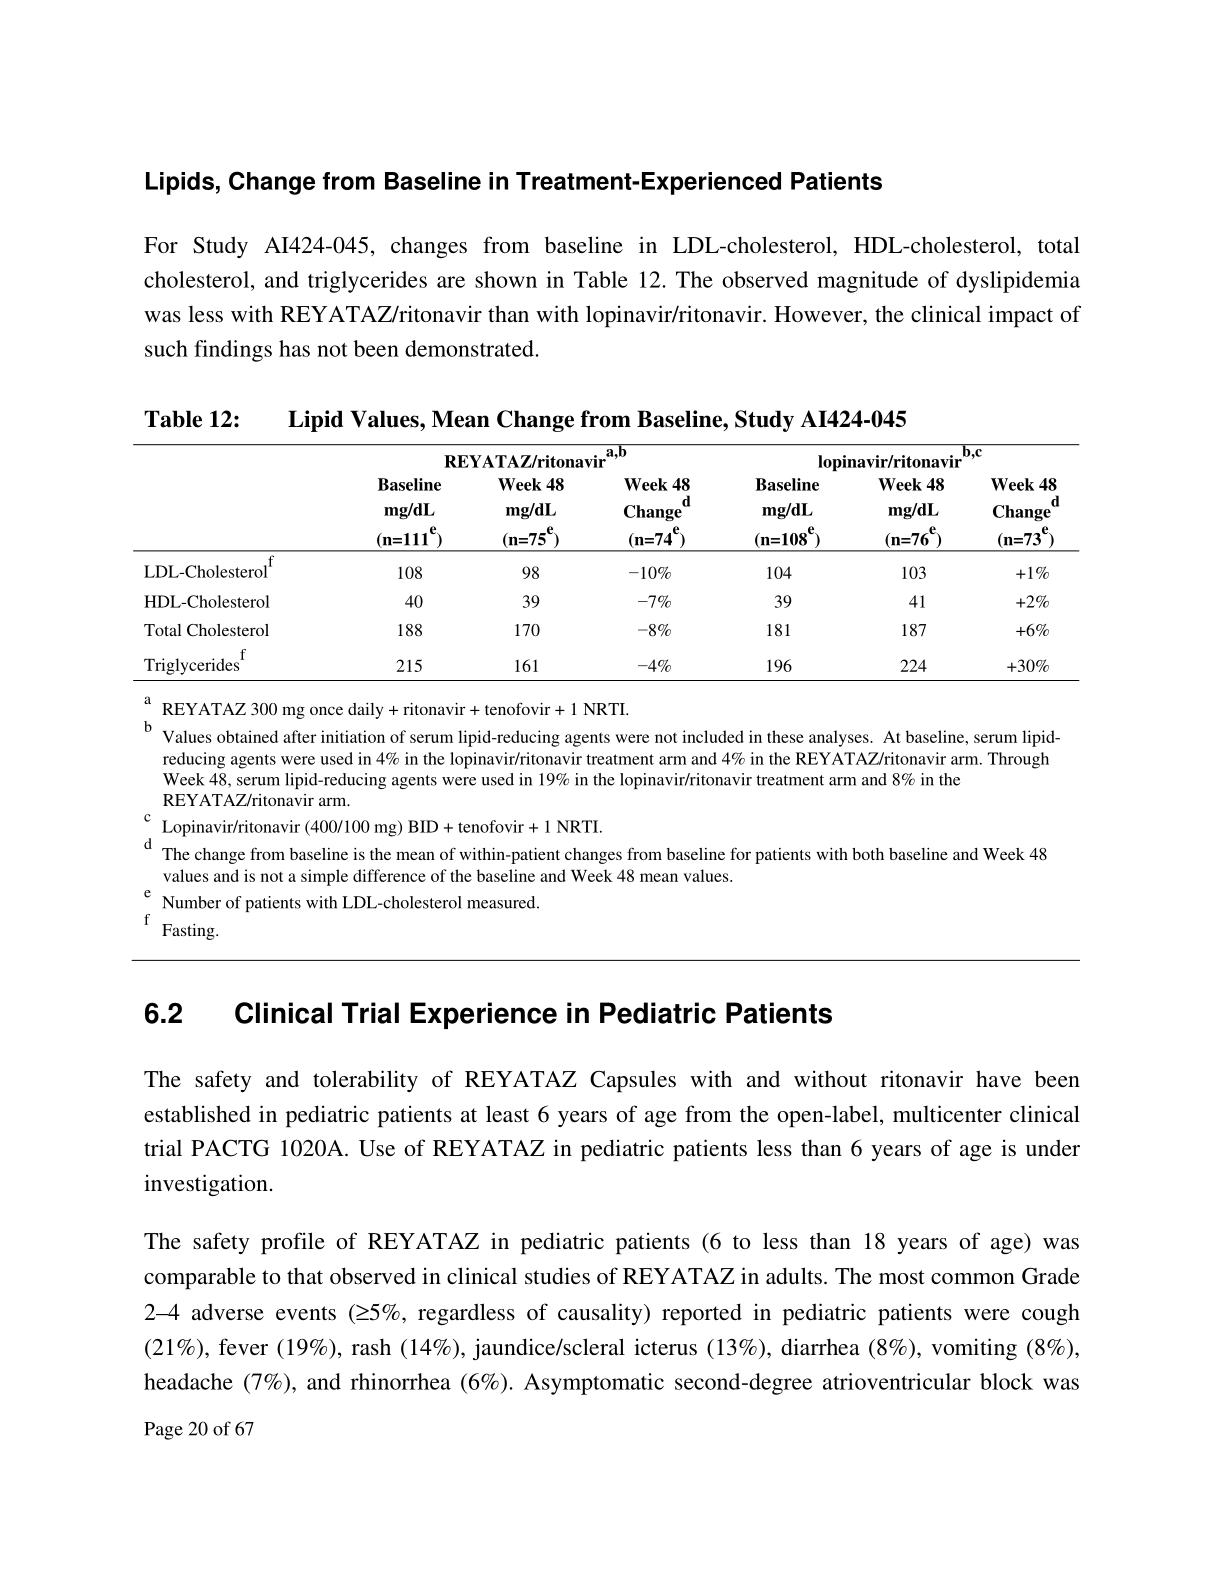 Lipids, Change from Baseline in Treatment-Experienced Patients
For Study AI424-045, changes from baseline in LDL-cholesterol, HDL-cholesterol, total
cholesterol, and triglycerides are shown in Table 12. The observed magnitude of dyslipidemia
was less with REYATAZ/ritonavir than with lopinavir/ritonavir. However, the clinical impact of
such findings has not been demonstrated.
Table 12: Lipid Values, Mean Change from Baseline, Study AI424-045
REYATAZ/ritonavir a,b lopinavir/ritonavir b,c
Baseline Week 48 Week 48 Baseline Week 48 Week 48
mg/dL mg/dL Change d mg/dL mg/dL Change d
(n=111 e) (n=75 e) (n=74 e) (n=108 e) (n=76 e) (n=73 e)
LDL-Cholesterol f 108 98 −10% 104 103 +1%
HDL-Cholesterol 40 39 −7% 39 41 +2%
Total Cholesterol 188 170 −8% 181 187 +6%
Triglycerides f 215 161 −4% 196 224 +30%
a REYATAZ 300 mg once daily + ritonavir + tenofovir + 1 NRTI.
b Values obtained after initiation of serum lipid-reducing agents were not included in these analyses. At baseline, serum lipid-
reducing agents were used in 4% in the lopinavir/ritonavir treatment arm and 4% in the REYATAZ/ritonavir arm. Through
Week 48, serum lipid-reducing agents were used in 19% in the lopinavir/ritonavir treatment arm and 8% in the
REYATAZ/ritonavir arm.
c Lopinavir/ritonavir (400/100 mg) BID + tenofovir + 1 NRTI.
d The change from baseline is the mean of within-patient changes from baseline for patients with both baseline and Week 48
values and is not a simple difference of the baseline and Week 48 mean values.
e Number of patients with LDL-cholesterol measured.
f Fasting.
6.2 Clinical Trial Experience in Pediatric Patients
The safety and tolerability of REYATAZ Capsules with and without ritonavir have been
established in pediatric patients at least 6 years of age from the open-label, multicenter clinical
trial PACTG 1020A. Use of REYATAZ in pediatric patients less than 6 years of age is under
investigation.
The safety profile of REYATAZ in pediatric patients (6 to less than 18 years of age) was
comparable to that observed in clinical studies of REYATAZ in adults. The most common Grade
2–4 adverse events (≥5%, regardless of causality) reported in pediatric patients were cough
(21%), fever (19%), rash (14%), jaundice/scleral icterus (13%), diarrhea (8%), vomiting (8%),
headache (7%), and rhinorrhea (6%). Asymptomatic second-degree atrioventricular block was
Page 20 of 67